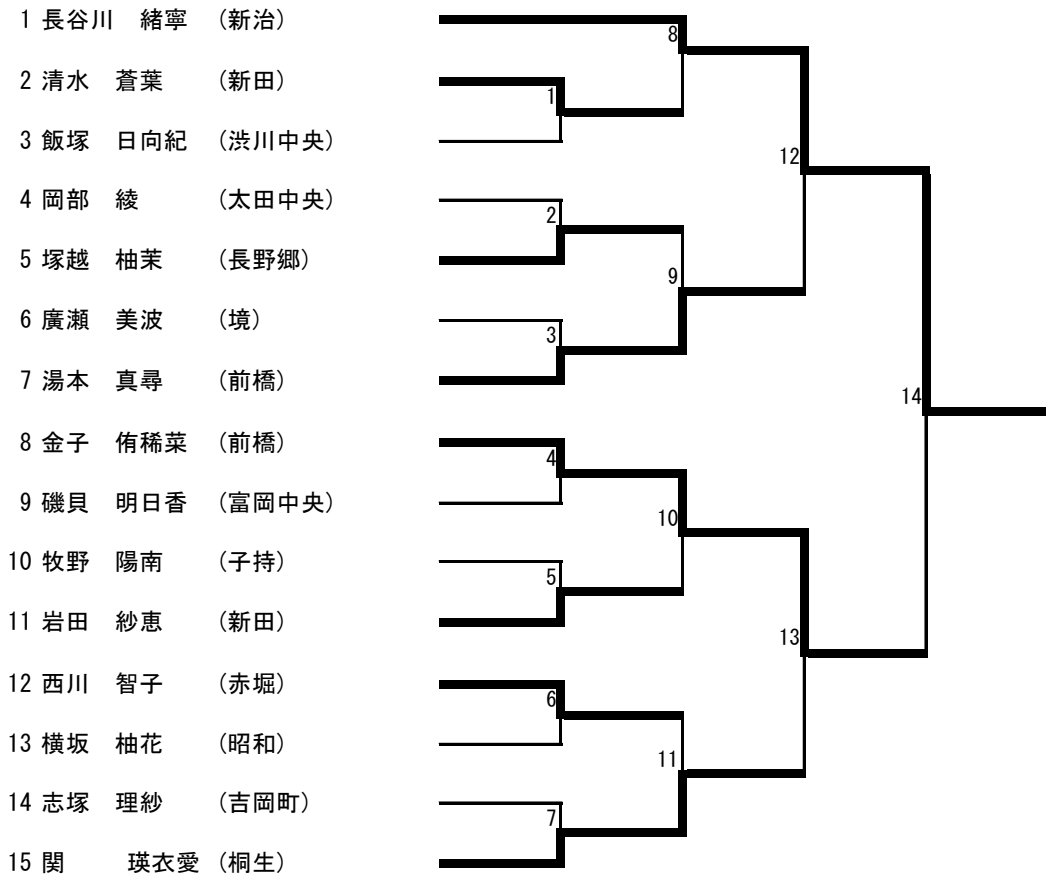 1 長谷川　緒寧　(新治)
8
2 清水　蒼葉　(新田)
1
3 飯塚　日向紀　(渋川中央)
12
4 岡部　綾　(太田中央)
2
5 塚越　柚茉　(長野郷)
9
6 廣瀬　美波　(境)
3
7 湯本　真尋　(前橋)
14
8 金子　侑稀菜　(前橋)
4
9 磯貝　明日香　(富岡中央)
10
10 牧野　陽南　(子持)
5
11 岩田　紗恵　(新田)
13
12 西川　智子　(赤堀)
6
13 横坂　柚花　(昭和)
11
14 志塚　理紗　(吉岡町)
7
15 関　瑛衣愛　(桐生)